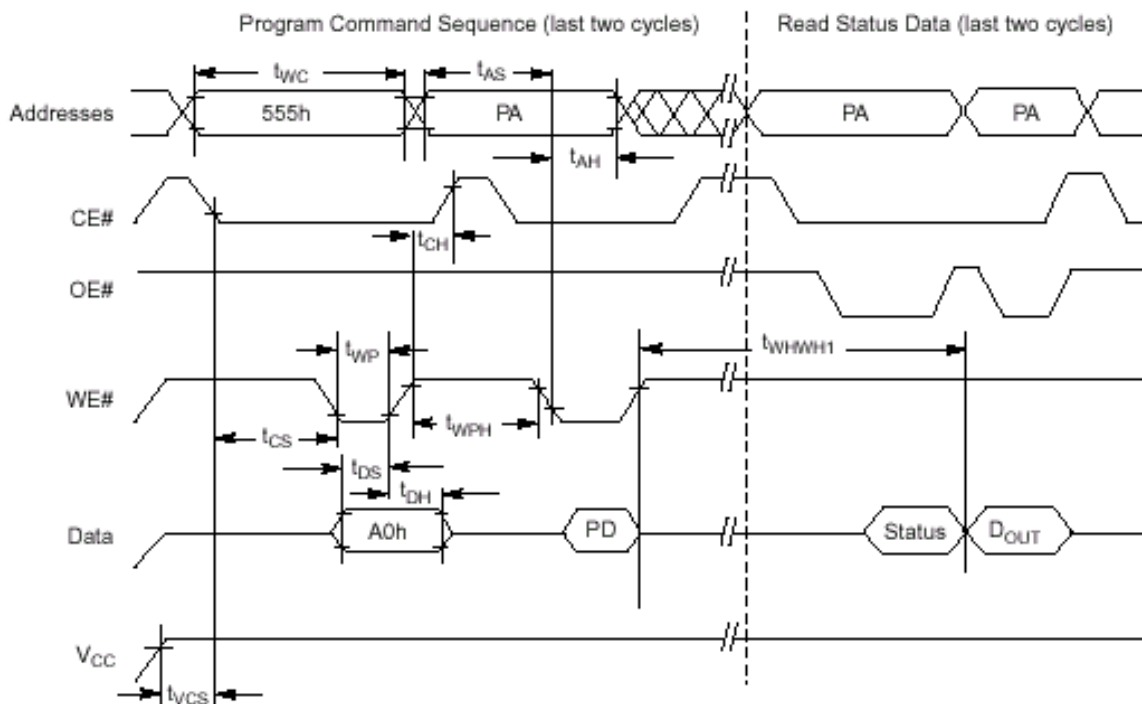 Program Command Sequence (last two cycles) Read Status Data (last two cycles)
tWC tAS
Addresses 555h PA PA PA
tAH
CE#
tCH
OE#
tWP tWHWH1
WE#
tCS tWPH
tDS
tDH
Data A0h PD Status DOUT
VCC
tVCS